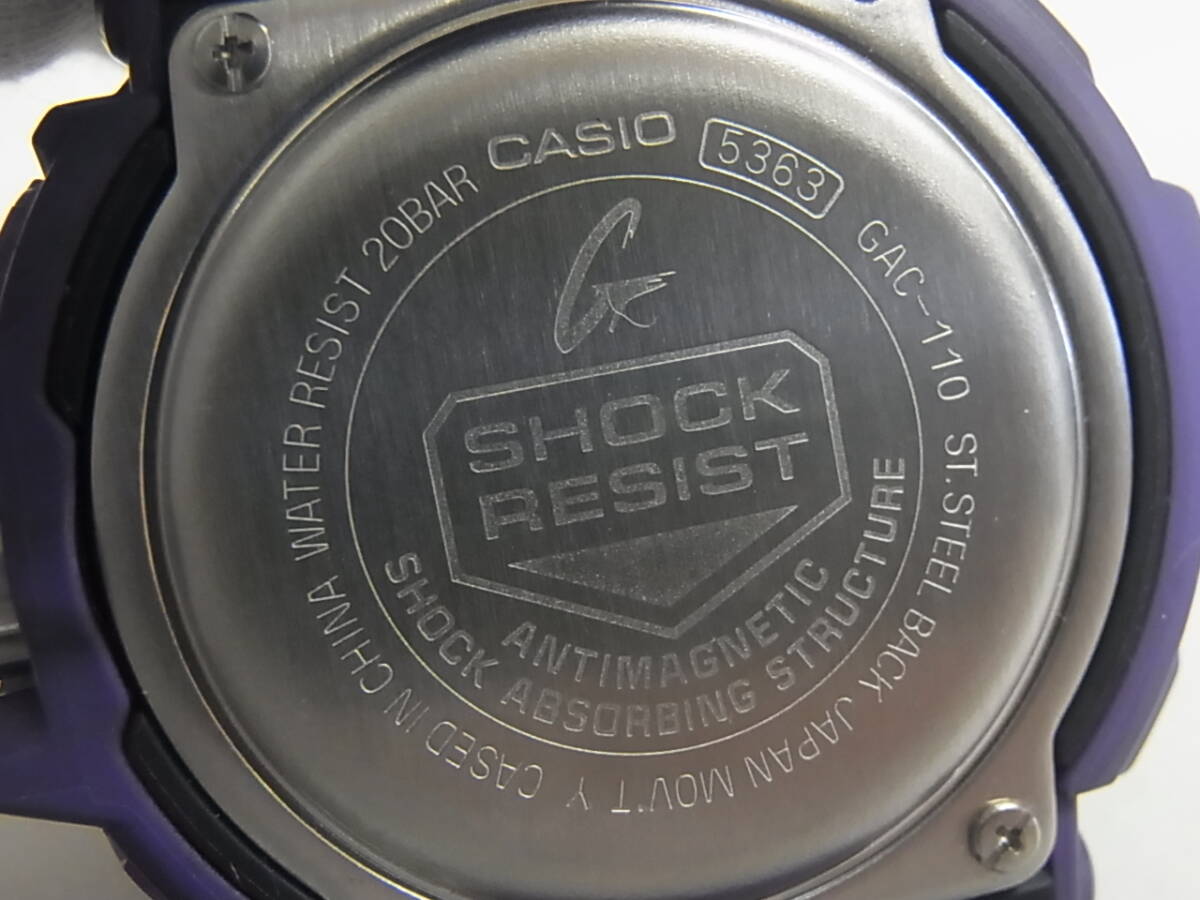 CASIO 5363 GAC-110 ST.STEEL BACK JAPAN MOV'T Y CASED IN CHINA WATER RESIST 20BAR
G
SHOCK
RESIST
ANTIMAGNETIC
SHOCK ABSORBING STRUCTURE